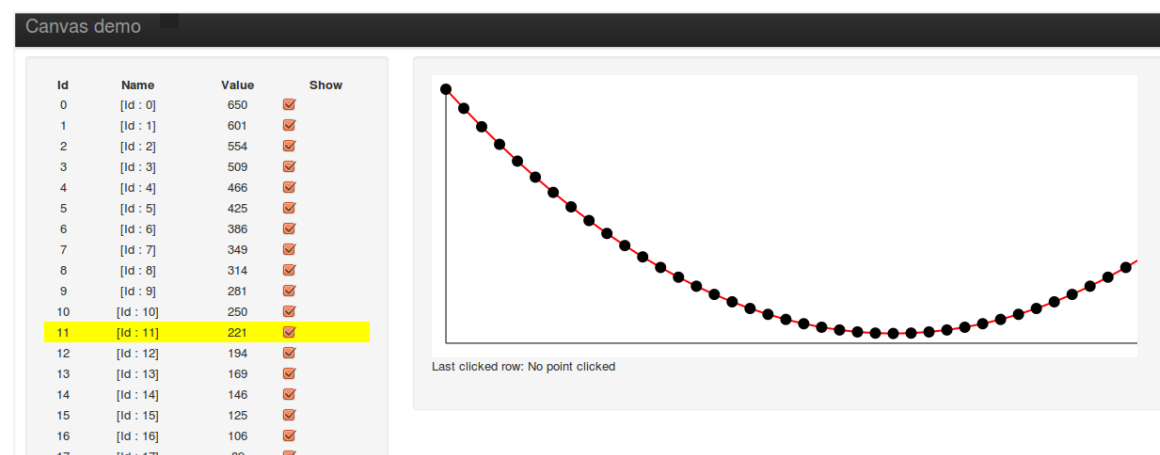 Canvas demo
Id Name Value Show
0 [Id : 0] 650
1 [Id : 1] 601
2 [Id : 2] 554
3 [Id : 3] 509
4 [Id : 4] 466
5 [Id : 5] 425
6 [Id : 6] 386
7 [Id : 7] 349
8 [Id : 8] 314
9 [Id : 9] 281
10 [Id : 10] 250
11 [Id : 11] 221
12 [Id : 12] 194
13 [Id : 13] 169
14 [Id : 14] 146
15 [Id : 15] 125
16 [Id : 16] 106
Last clicked row: No point clicked